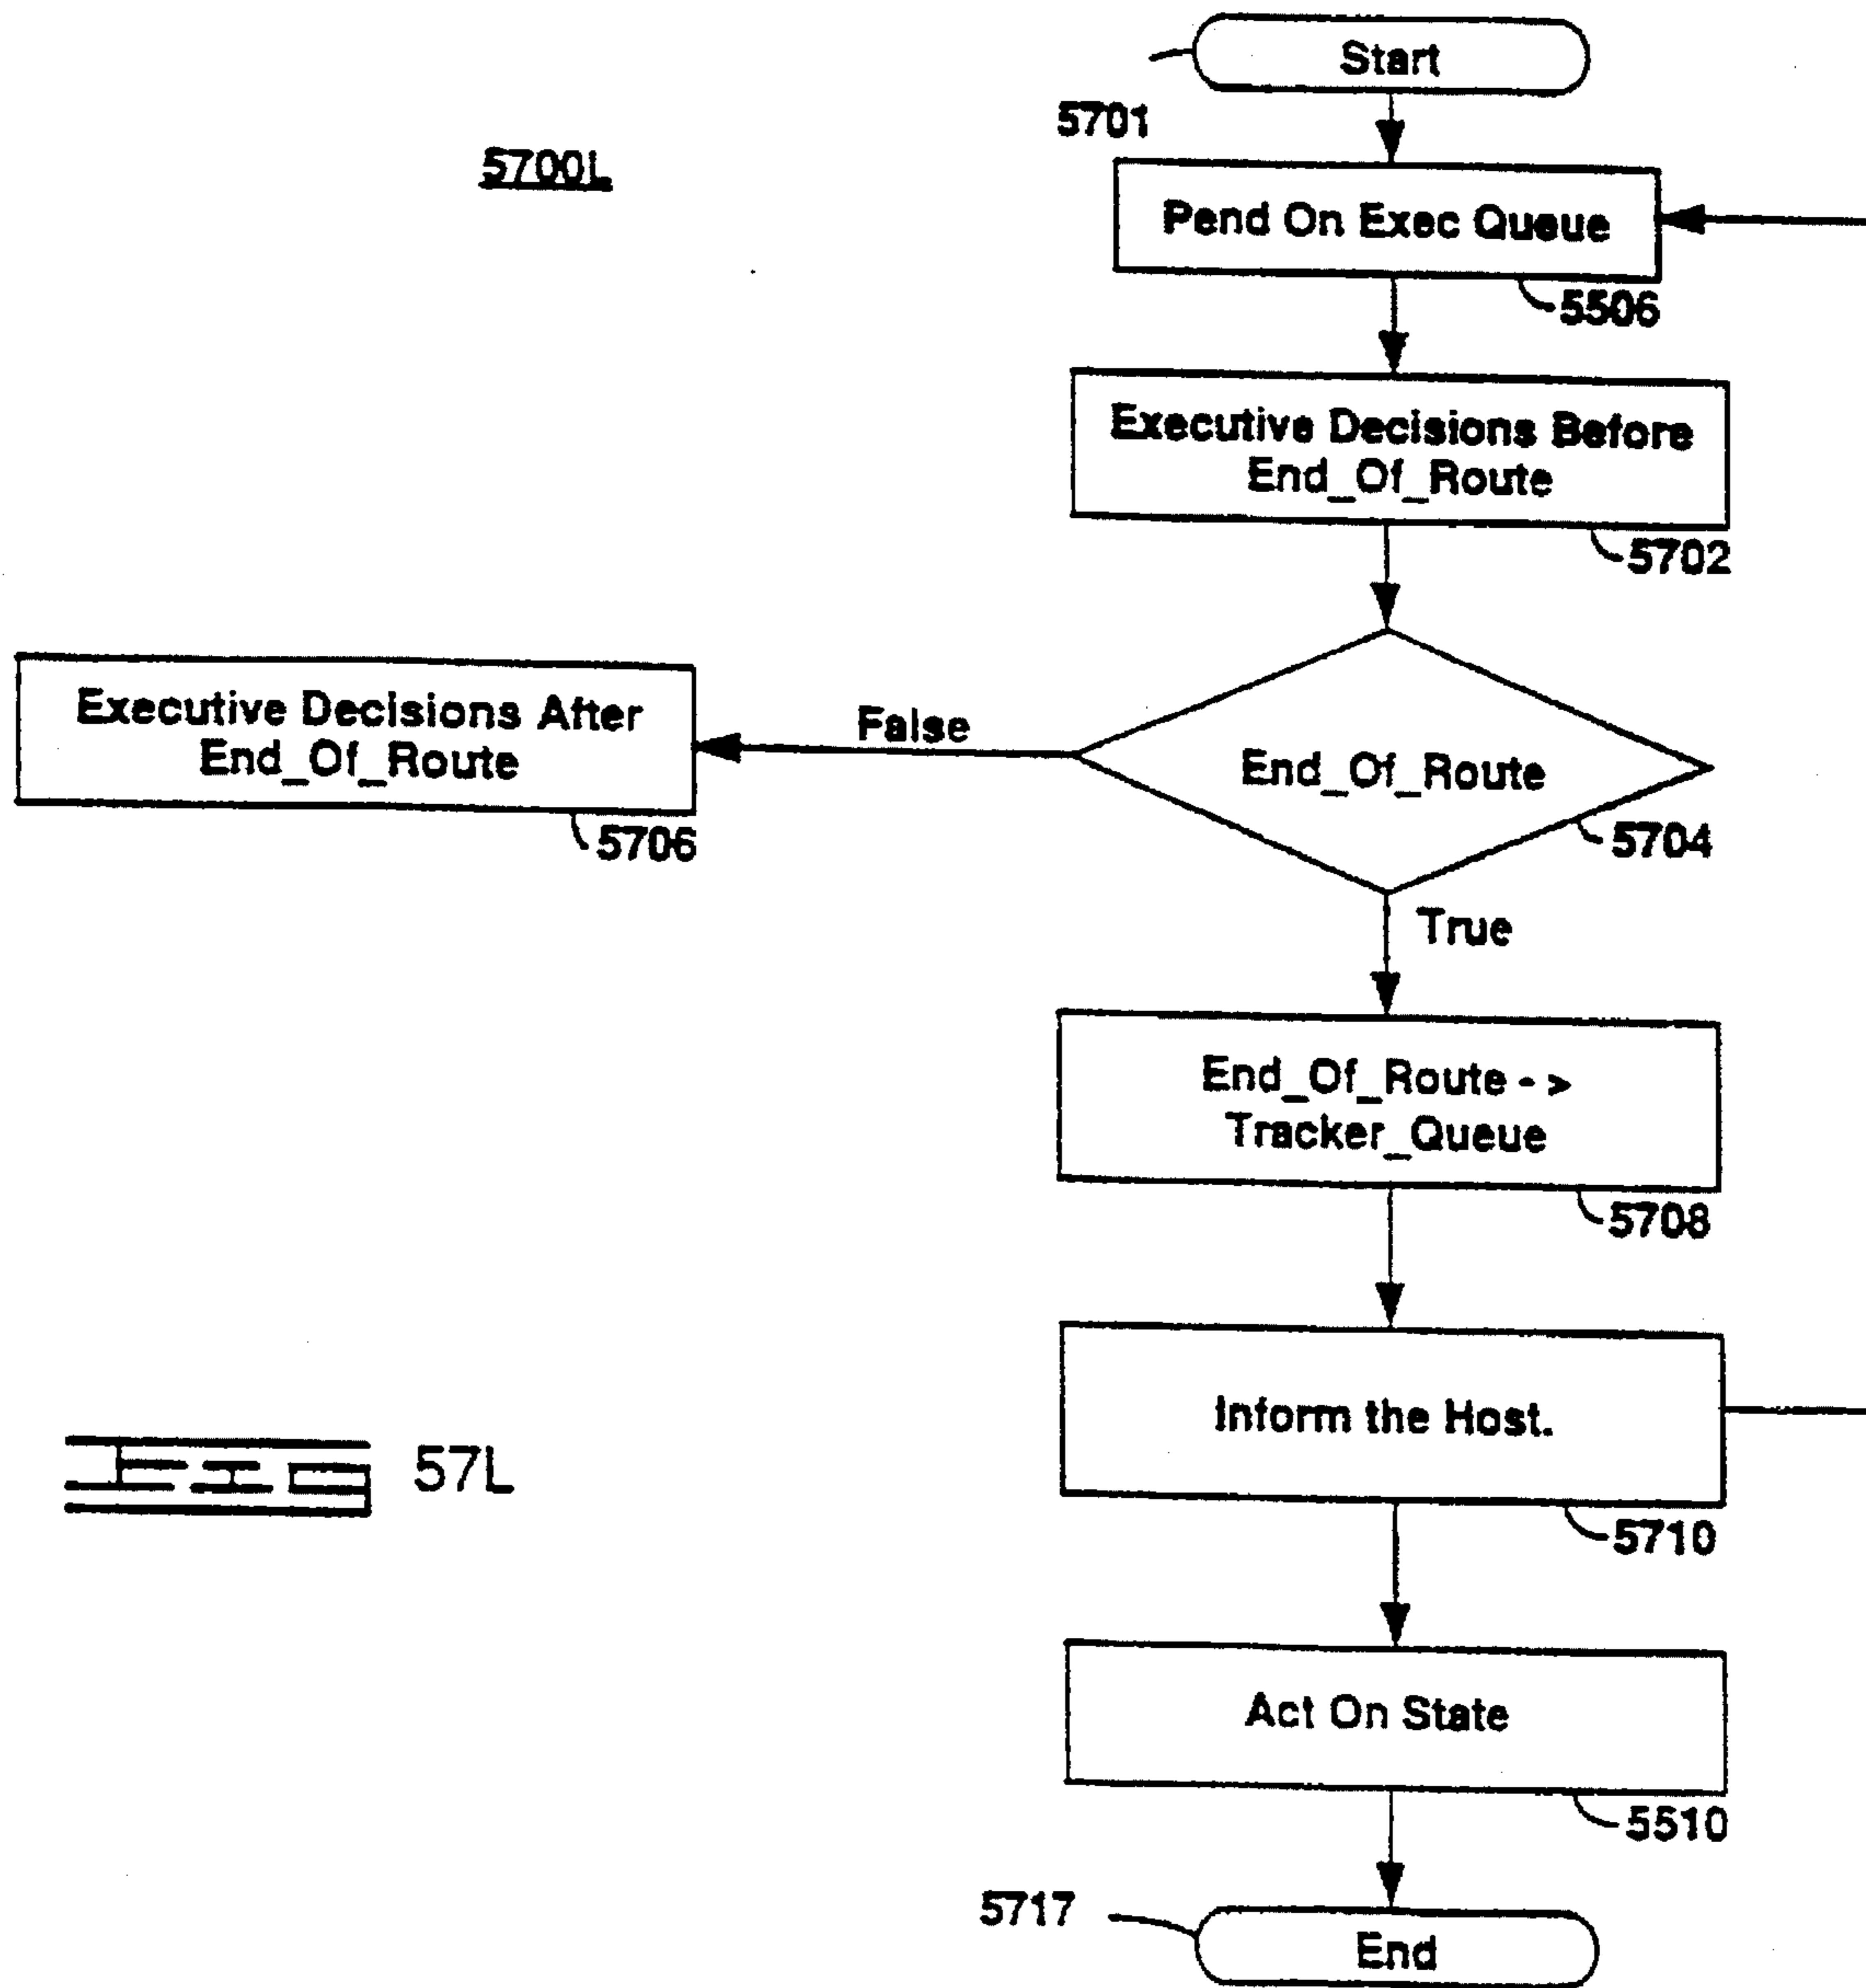 Start
5701
5700L
Pend On Exec Queue
5506
Executive Decisions Before
End_Of_Route
5702
Executive Decisions After
End_Of_Route
5706
False
End_Of_Route
5704
True
End_Of_Route - >
Tracker_Queue
5708
Inform the Host.
5710
57L
Act On State
5510
5717
End